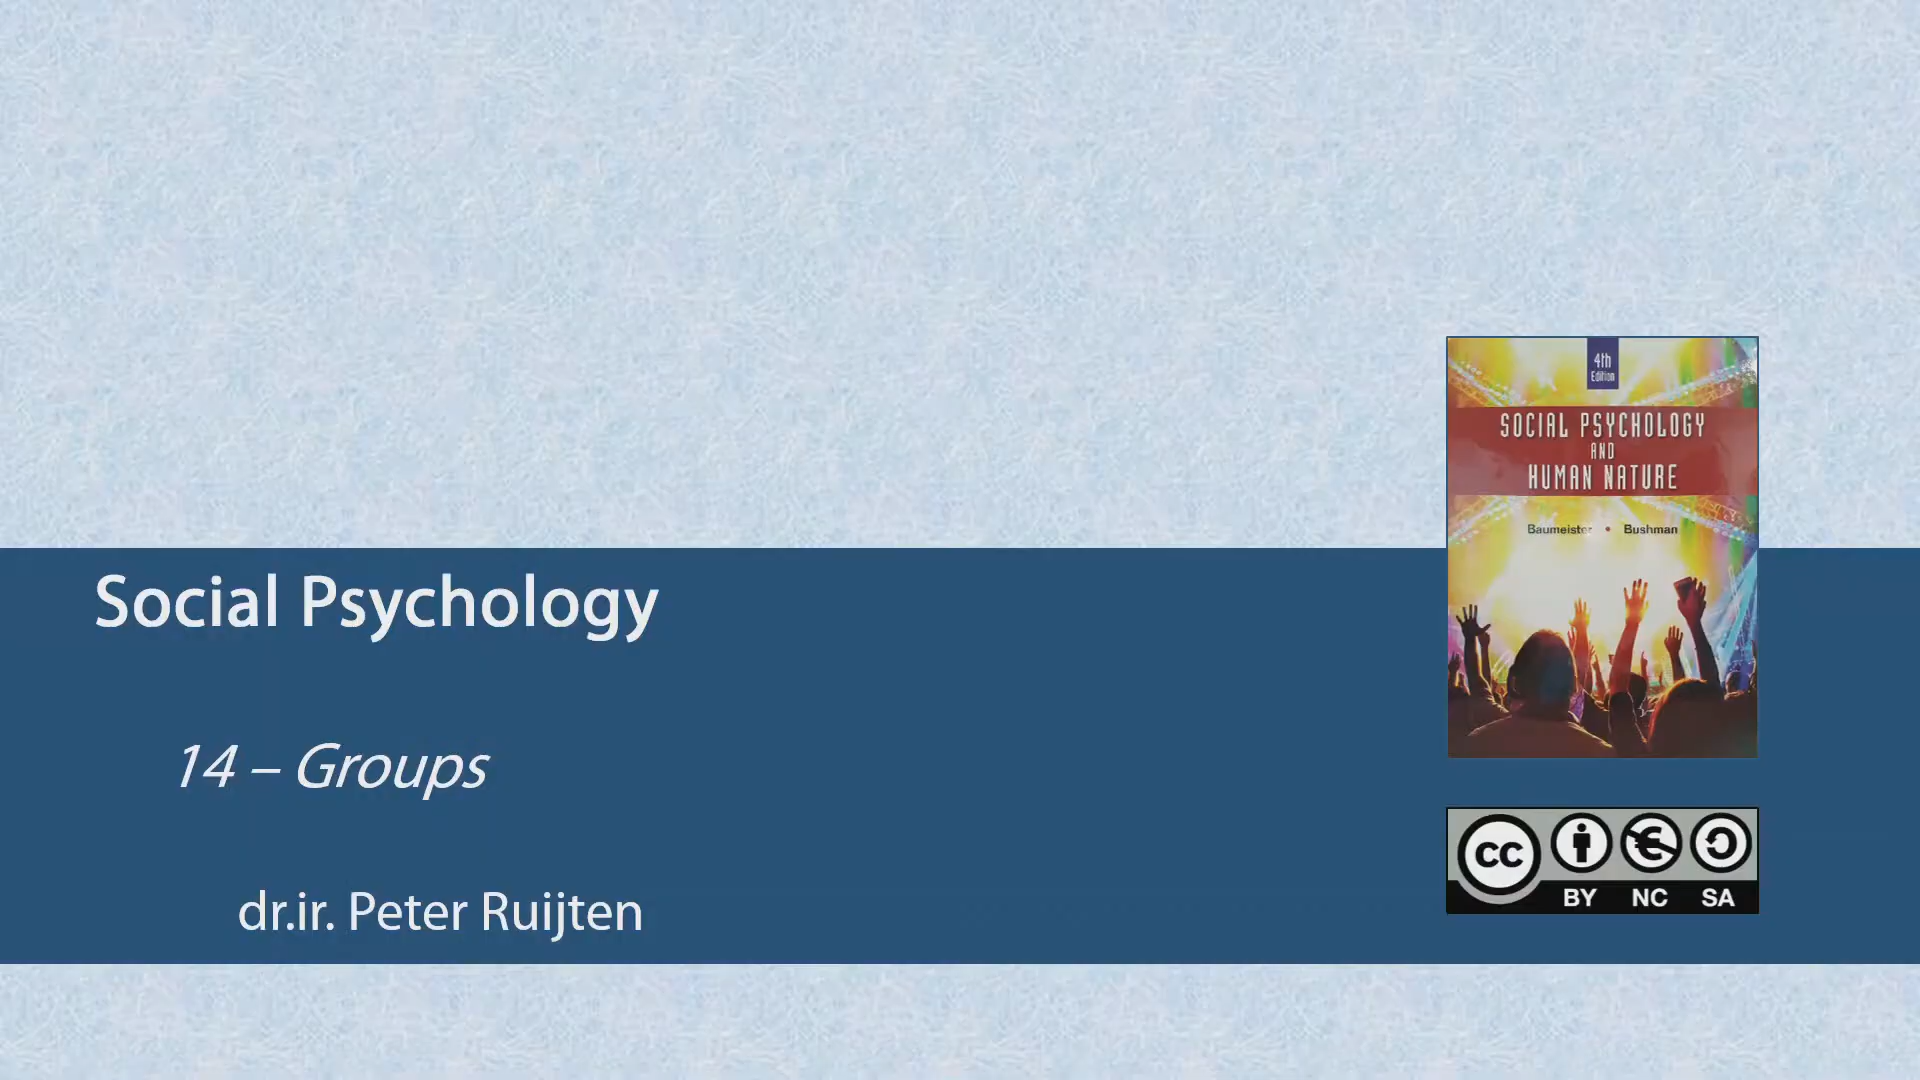 Social Psychology
14 – Groups
dr.ir. Peter Ruijten
4th
Edition
SOCIAL PSYCHOLOGY
AND
HUMAN NATURE
Baumeister • Bushman
CC
BY NC SA